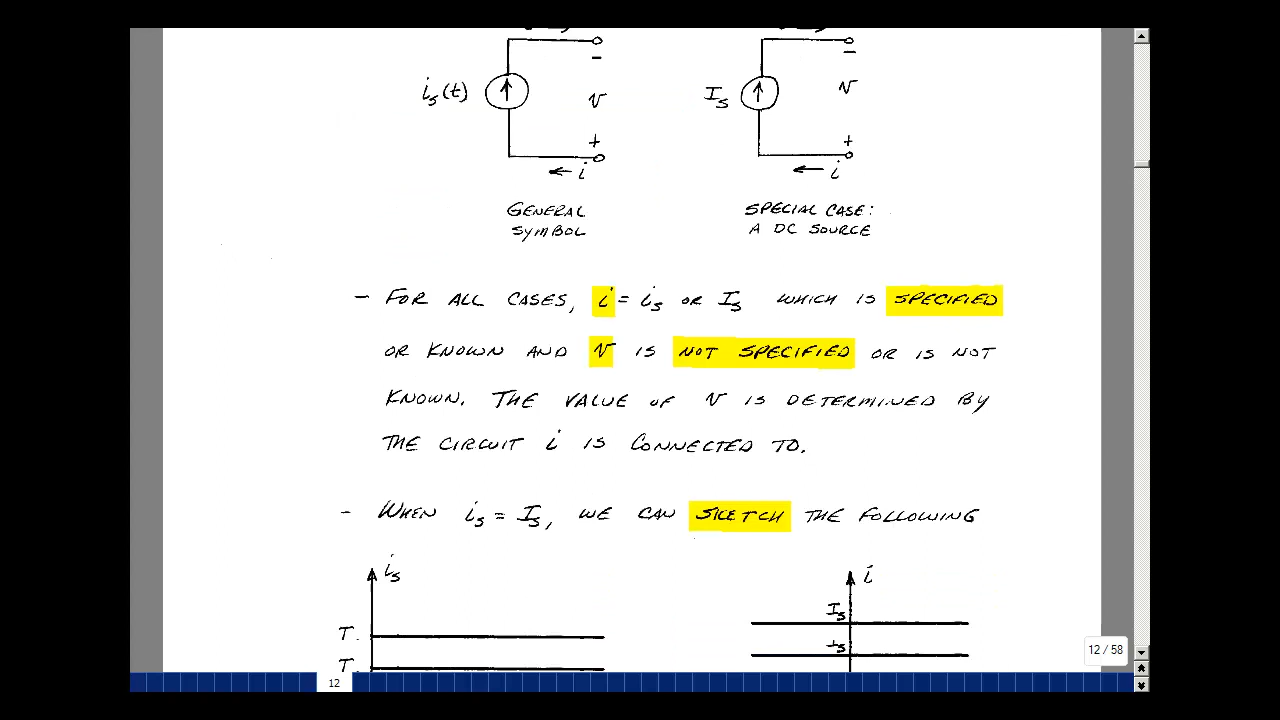 -
-
is(t)
v
Is
v
+
+
← i
← i
GENERAL
SYMBOL
SPECIAL CASE:
A DC SOURCE
- FOR ALL CASES, i = is OR Is WHICH IS SPECIFIED
OR KNOWN AND v IS NOT SPECIFIED OR IS NOT
KNOWN. THE VALUE OF v IS DETERMINED BY
THE CIRCUIT i IS CONNECTED TO.
- WHEN is = Is, WE CAN SKETCH THE FOLLOWING
is
i
Is
12 / 58
12